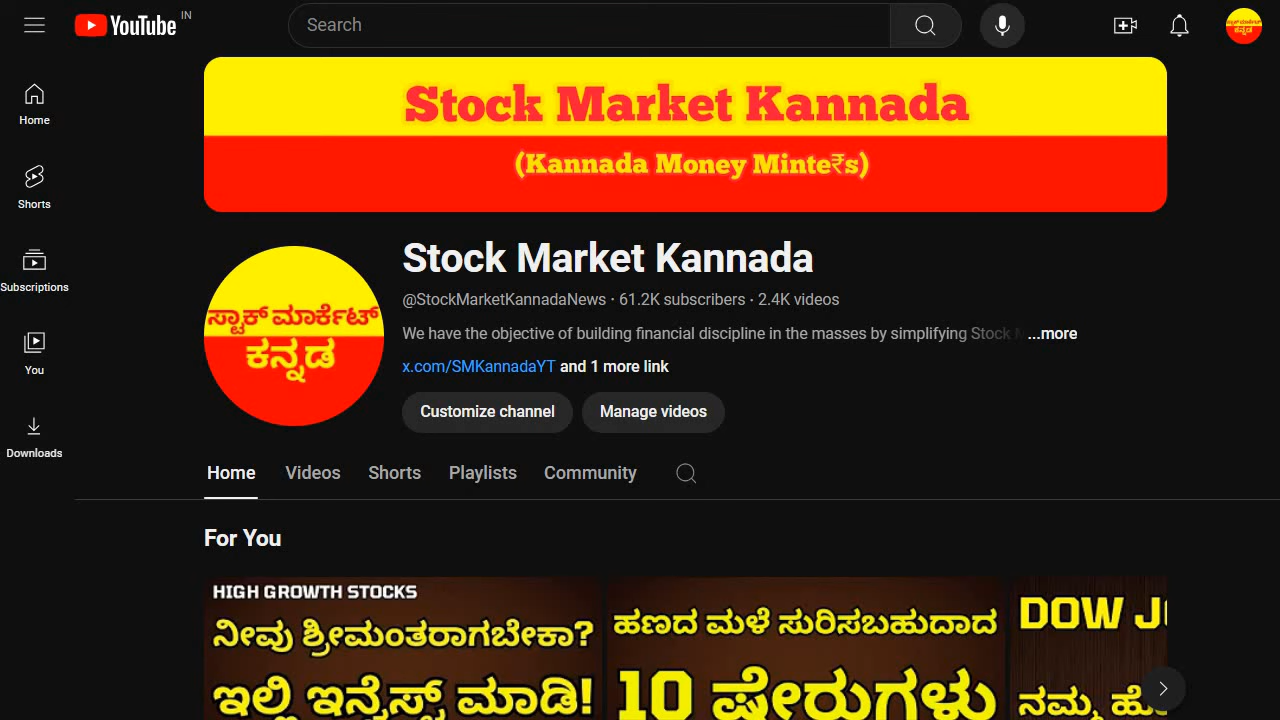 YouTube IN
Search
Home
Shorts
Subscriptions
You
Downloads
Stock Market Kannada
(Kannada Money Minte₹s)
ಸ್ಟಾಕ್ ಮಾರ್ಕೆಟ್
ಕನ್ನಡ
Stock Market Kannada
@StockMarketKannadaNews · 61.2K subscribers · 2.4K videos
We have the objective of building financial discipline in the masses by simplifying Stock ...more
x.com/SMKannadaYT and 1 more link
Customize channel Manage videos
Home Videos Shorts Playlists Community
For You
HIGH GROWTH STOCKS
ನೀವು ಶ್ರೀಮಂತರಾಗಬೇಕಾ?
ಇಲ್ಲಿ ಇನ್ವೆಸ್ಟ್ ಮಾಡಿ!
ಹಣದ ಮಳೆ ಸುರಿಸಬಹುದಾದ
10 ಷೇರುಗಳು
DOW
ನಮ್ಮ